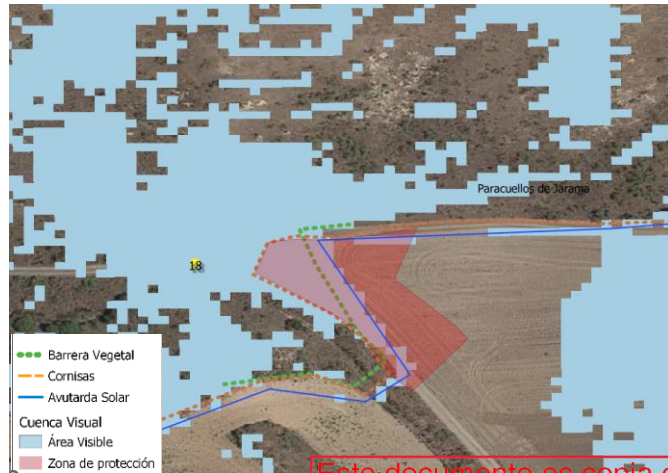 Paracuellos de Jarama
18
Barrera Vegetal
Cornisas
Avutarda Solar
Cuenca Visual
Área Visible
Zona de protección
Este documento es copia